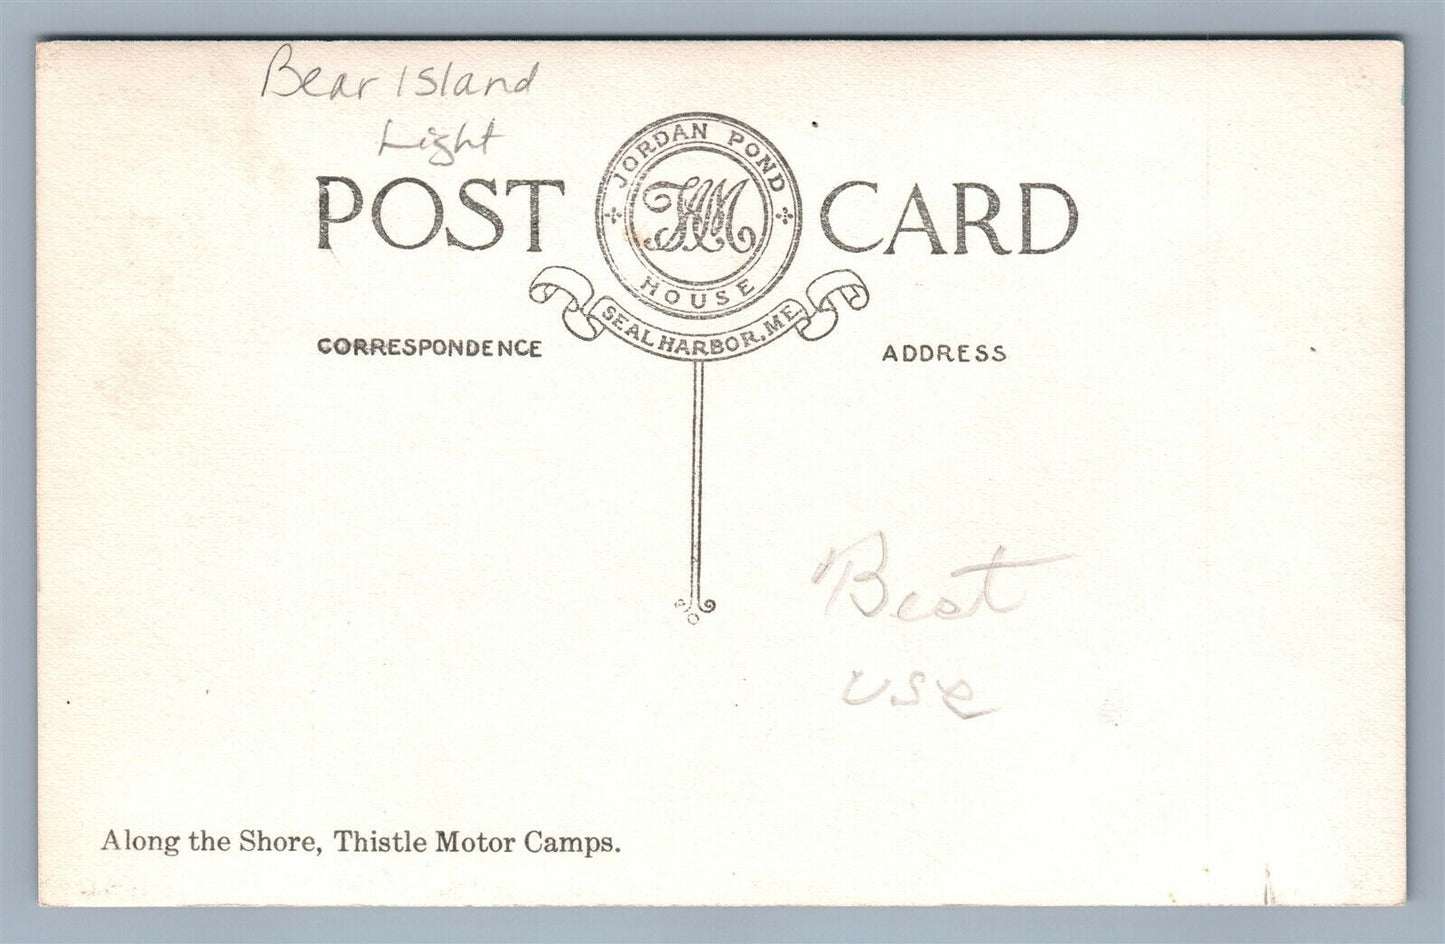 Bear Island
Light
POST CARD
JORDAN POND
HOUSE
SEAL HARBOR, ME
CORRESPONDENCE
ADDRESS
Best
use
Along the Shore, Thistle Motor Camps.